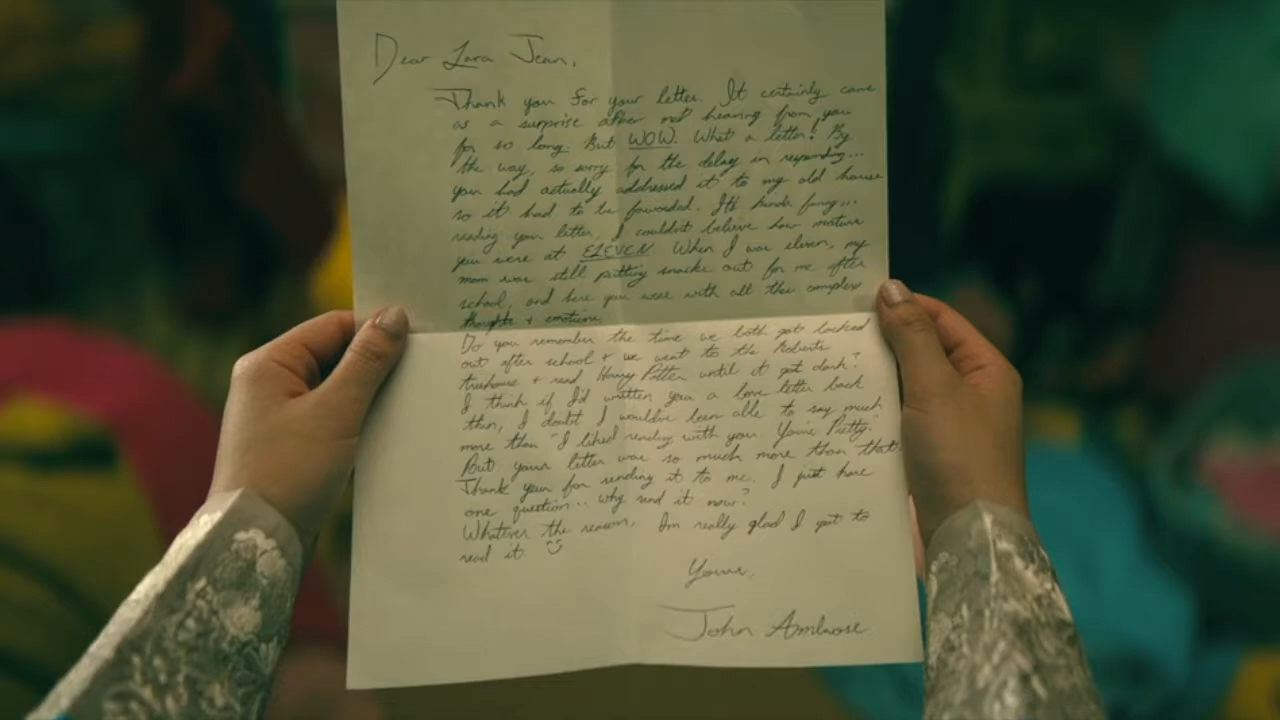 Dear Lara Jean,
Thank you for your letter. It certainly came
as a surprise after not hearing from you
for so long. But WOW. What a letter! By
the way, so sorry for the delay in responding...
you had actually addressed it to my old house
so it had to be fowarded. It's kinda funny...
reading your letter, I couldn't believe how mature
you were at ELEVEN. When I was eleven, my
mom was still putting snacks out for me after
school, and here you were with all these complex
thoughts + emotions.
Do you remember the time we both got locked
out after school + we went to the Roberts
treehouse + read Harry Potter until it got dark?
I think if I'd written you a love letter back
then, I doubt I would've been able to say much
more than "I liked reading with you. You're Pretty."
But your letter was so much more than that.
Thank you for sending it to me. I just have
one question... why send it now?
Whatever the reason, I'm really glad I got to
read it. ☺
Yours,
John Ambrose